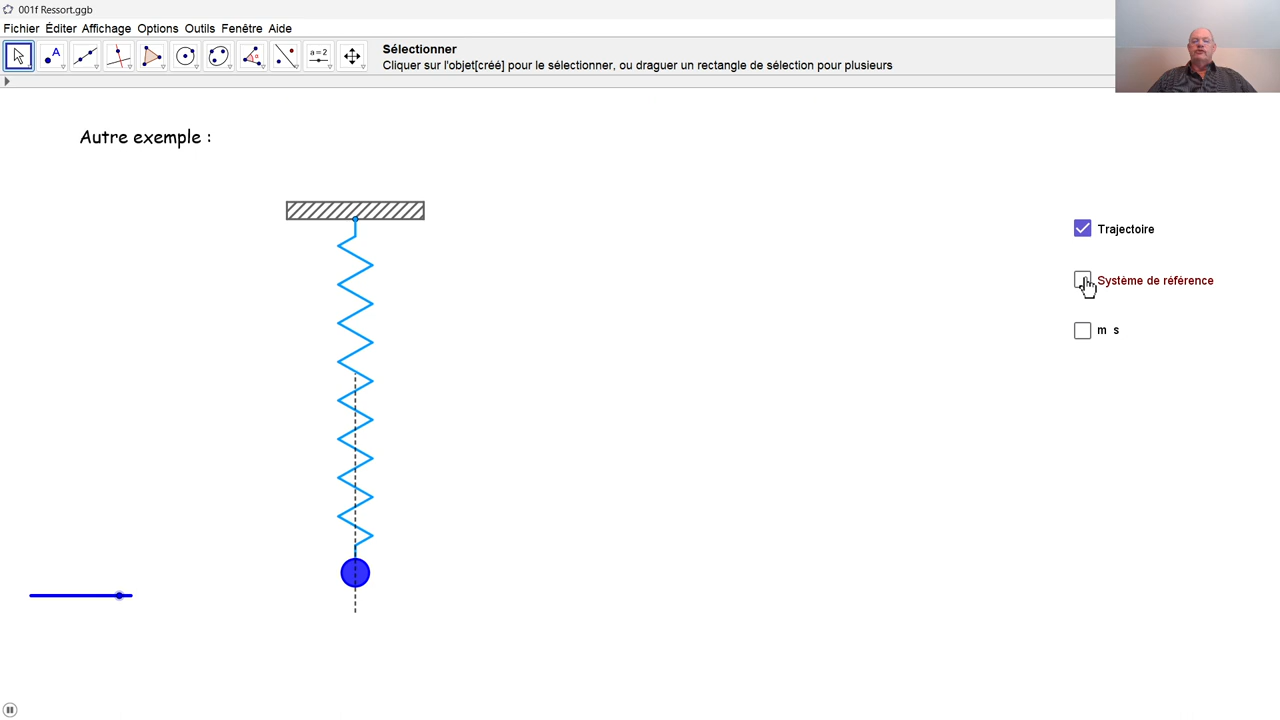 001f Ressort.ggb
Fichier Éditer Affichage Options Outils Fenêtre Aide
A
a=2
Sélectionner
Cliquer sur l'objet[créé] pour le sélectionner, ou draguer un rectangle de sélection pour plusieurs
Autre exemple :
Trajectoire
Système de référence
m s